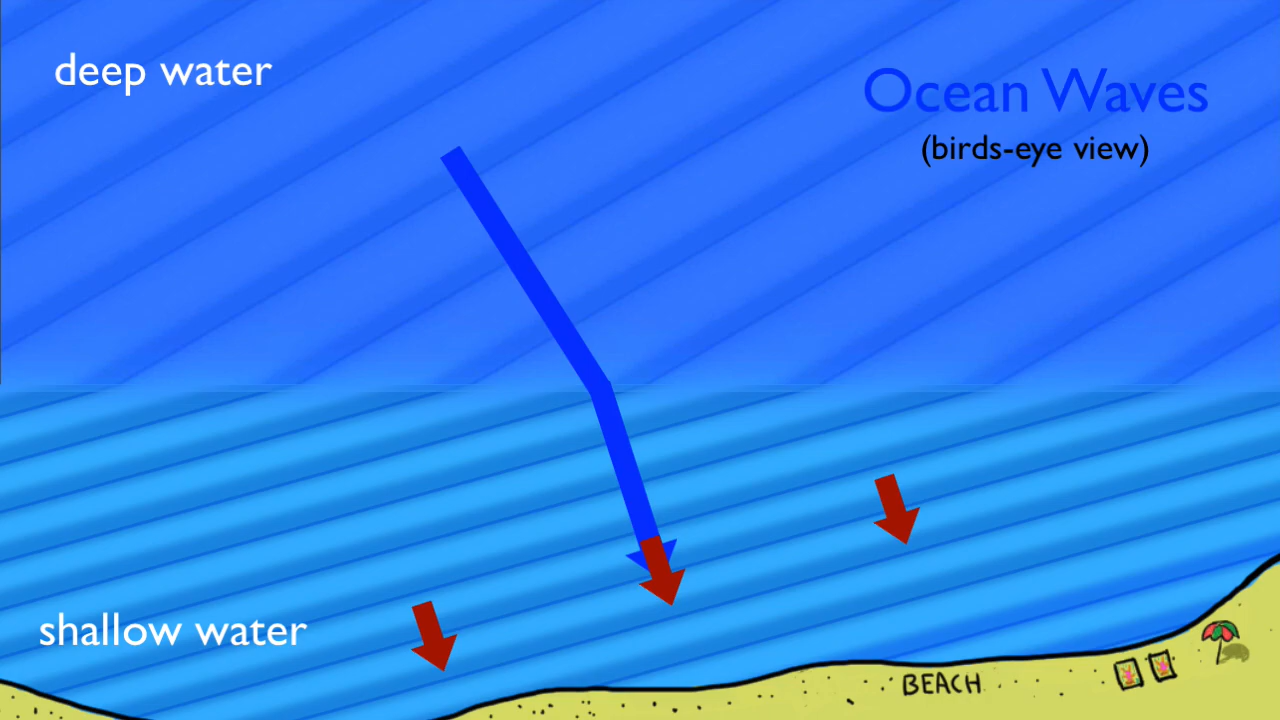 deep water
Ocean Waves
(birds-eye view)
shallow water
BEACH